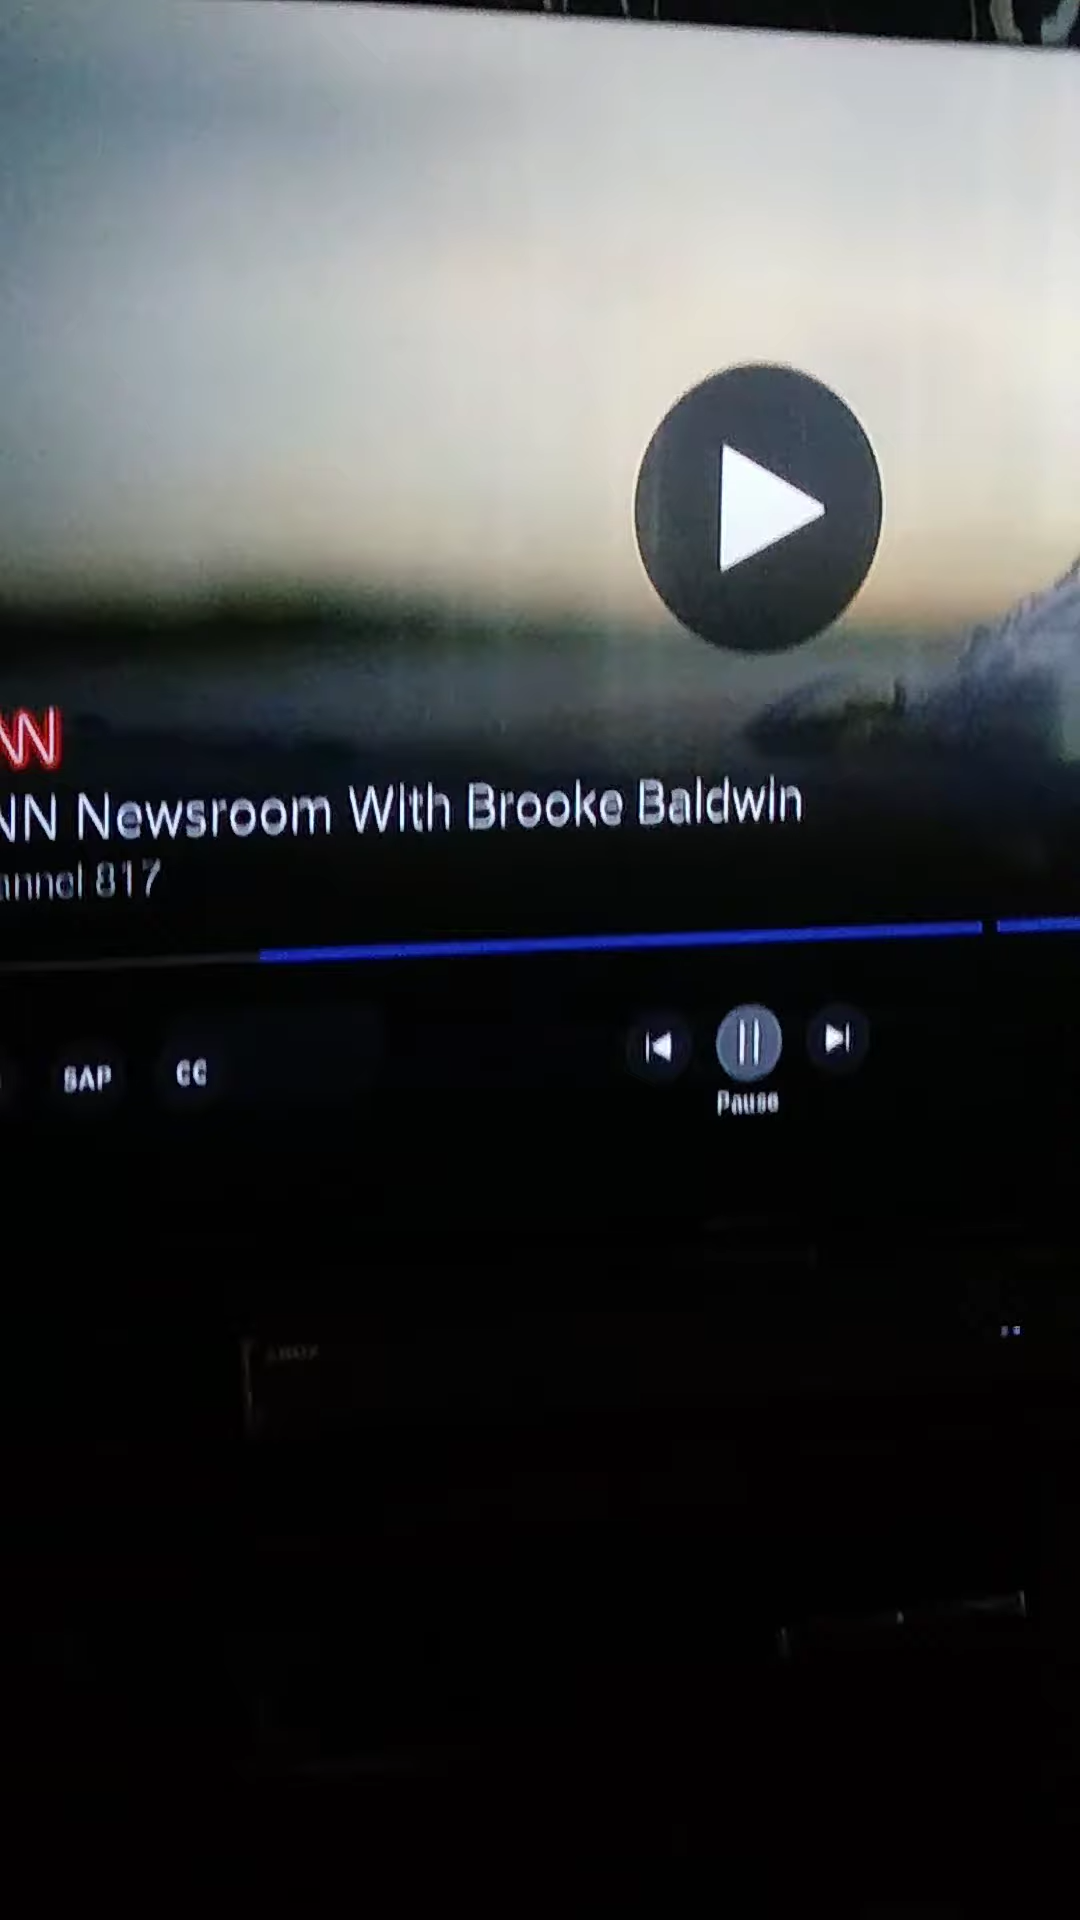 NN
NN Newsroom With Brooke Baldwin
annel 817
SAP CC
Pause